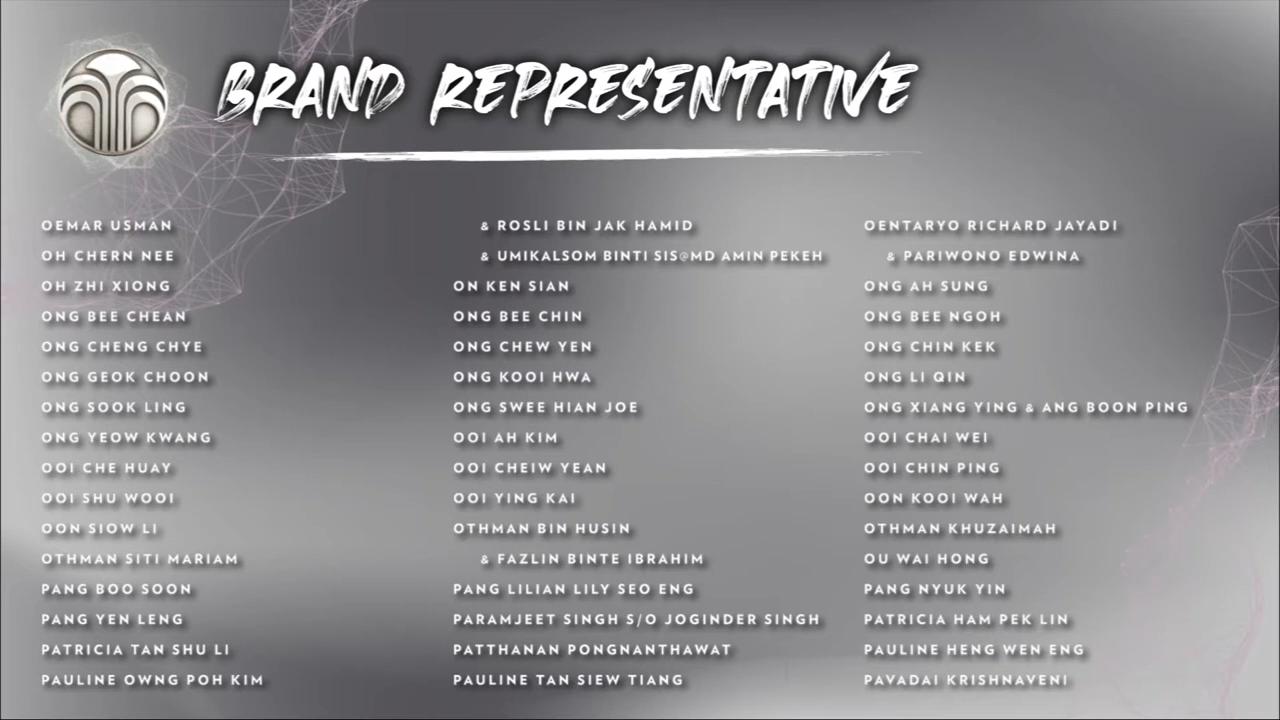 BRAND REPRESENTATIVE
OEMAR USMAN
OH CHERN NEE
OH ZHI XIONG
ONG BEE CHEAN
ONG CHENG CHYE
ONG GEOK CHOON
ONG SOOK LING
ONG YEOW KWANG
OOI CHE HUAY
OOI SHU WOOI
OON SIOW LI
OTHMAN SITI MARIAM
PANG BOO SOON
PANG YEN LENG
PATRICIA TAN SHU LI
PAULINE OWNG POH KIM
& ROSLI BIN JAK HAMID
& UMIKALSOM BINTI SIS@MD AMIN PEKEH
ON KEN SIAN
ONG BEE CHIN
ONG CHEW YEN
ONG KOOI HWA
ONG SWEE HIAN JOE
OOI AH KIM
OOI CHEIW YEAN
OOI YING KAI
OTHMAN BIN HUSIN
& FAZLIN BINTE IBRAHIM
PANG LILIAN LILY SEO ENG
PARAMJEET SINGH S/O JOGINDER SINGH
PATTHANAN PONGNANTHAWAT
PAULINE TAN SIEW TIANG
OENTARYO RICHARD JAYADI
& PARIWONO EDWINA
ONG AH SUNG
ONG BEE NGOH
ONG CHIN KEK
ONG LI QIN
ONG XIANG YING & ANG BOON PING
OOI CHAI WEI
OOI CHIN PING
OON KOOI WAH
OTHMAN KHUZAIMAH
OU WAI HONG
PANG NYUK YIN
PATRICIA HAM PEK LIN
PAULINE HENG WEN ENG
PAVADAI KRISHNAVENI